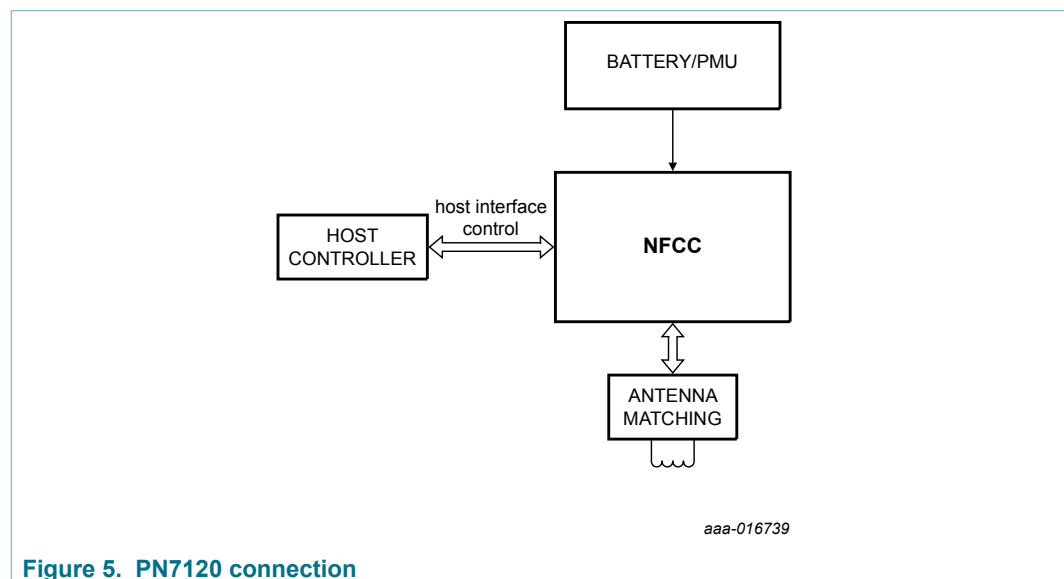 BATTERY/PMU
host interface
control
HOST
CONTROLLER
NFCC
ANTENNA
MATCHING
aaa-016739
Figure 5. PN7120 connection